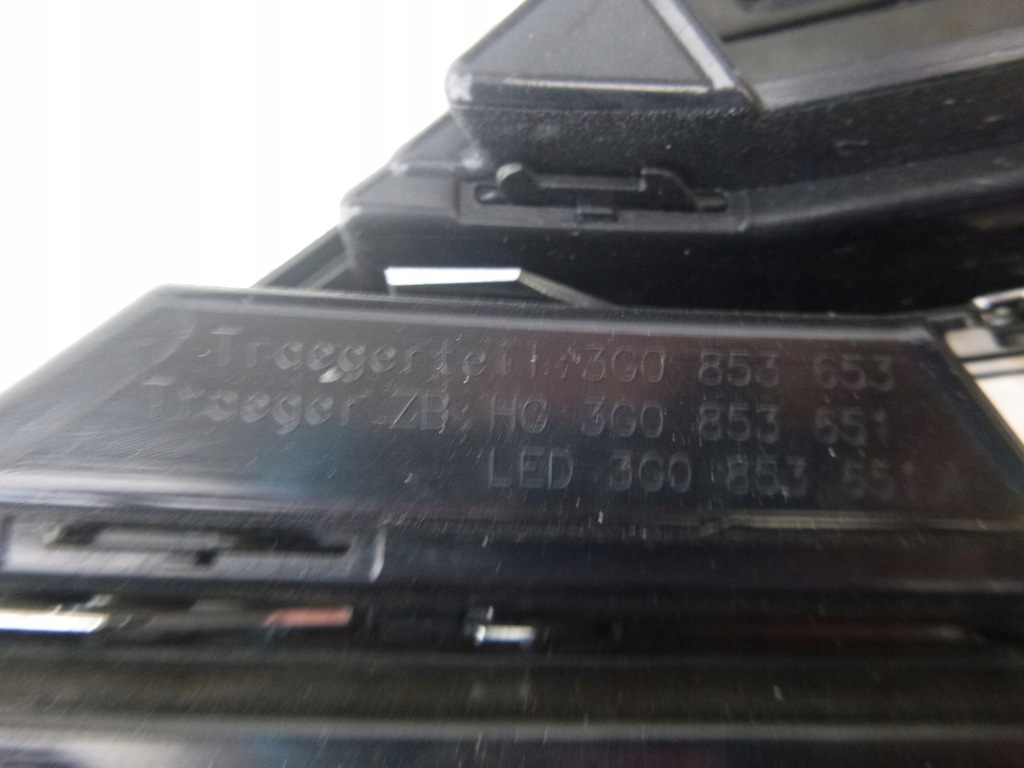 Traegerteil: 3G0 853 653
Traeger ZB: HG 3G0 853 651
LED 3G0 853 651 A